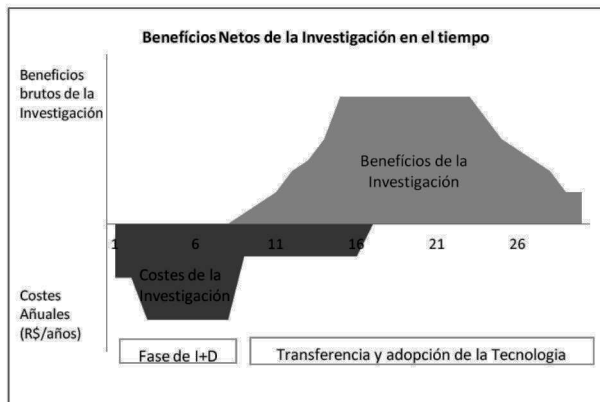 Benefícios Netos de la Investigación en el tiempo
Beneficios
brutos de la
Investigación
Benefícios de la
Investigación
1 6 11 16 21 26
Costes de la
Investigación
Costes
Añuales
(R$/años)
Fase de I+D
Transferencia y adopción de la Tecnologia